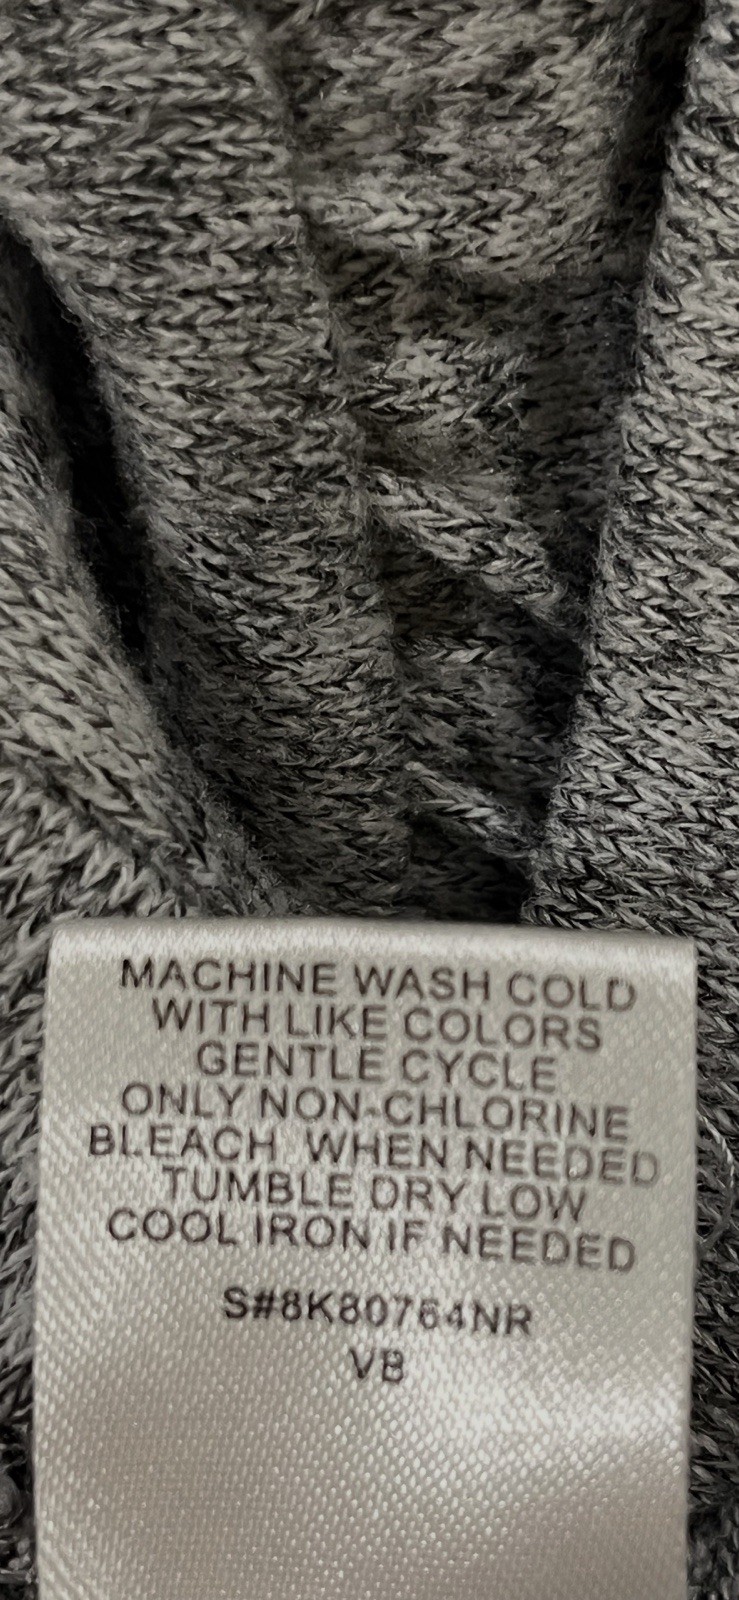 MACHINE WASH COLD
WITH LIKE COLORS
GENTLE CYCLE
ONLY NON-CHLORINE
BLEACH WHEN NEEDED
TUMBLE DRY LOW
COOL IRON IF NEEDED
S#8K80764NR
VB